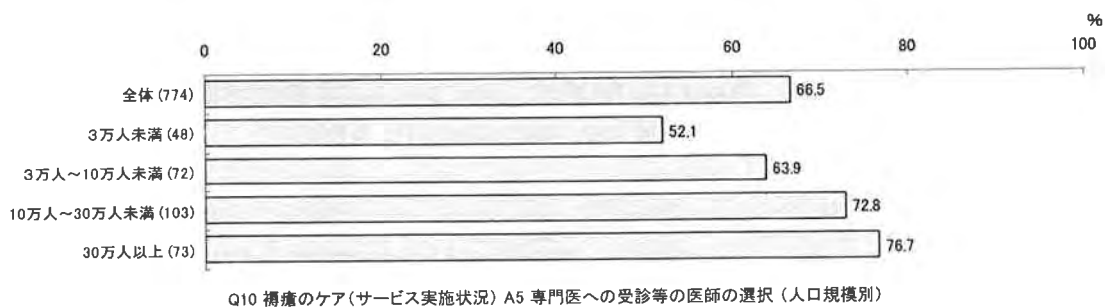 %
0 20 40 60 80 100
全体(774) 66.5
3万人未満(48) 52.1
3万人～10万人未満(72) 63.9
10万人～30万人未満(103) 72.8
30万人以上(73) 76.7
Q10 褥瘡のケア(サービス実施状況) A5 専門医への受診等の医師の選択 (人口規模別)